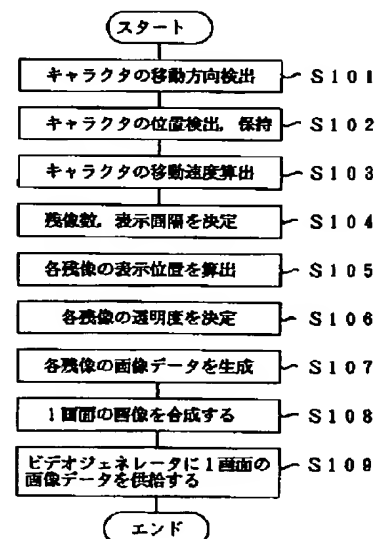 スタート
キャラクタの移動方向検出 S101
キャラクタの位置検出，保持 S102
キャラクタの移動速度算出 S103
残像数，表示間隔を決定 S104
各残像の表示位置を算出 S105
各残像の透明度を決定 S106
各残像の画像データを生成 S107
1画面の画像を合成する S108
ビデオジェネレータに1画面の S109
画像データを供給する
エンド